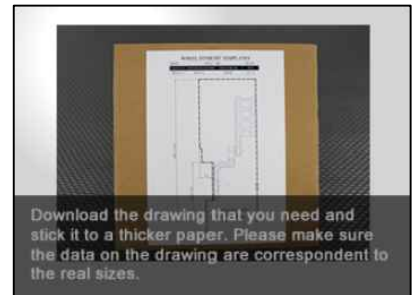 Download the drawing that you need and
stick it to a thicker paper. Please make sure
the data on the drawing are correspondent to
the real sizes.